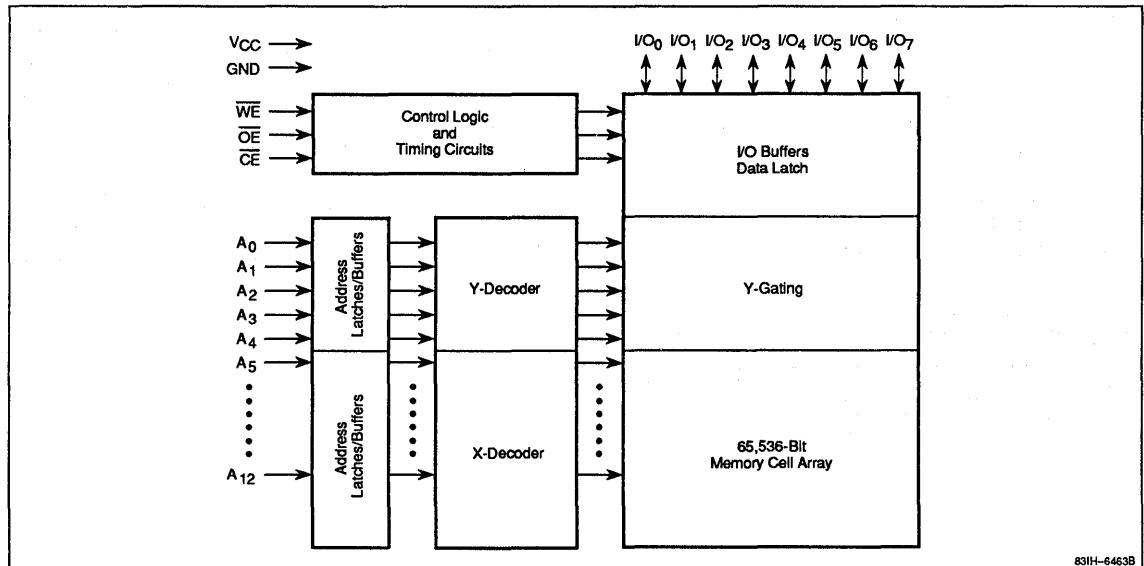 VCC
GND
WE
OE
CE
Control Logic
and
Timing Circuits
I/O0 I/O1 I/O2 I/O3 I/O4 I/O5 I/O6 I/O7
I/O Buffers
Data Latch
A0
A1
A2
A3
A4
A5
A12
Address
Latches/Buffers
Address
Latches/Buffers
Y-Decoder
X-Decoder
Y-Gating
65,536-Bit
Memory Cell Array
83IH-6463B